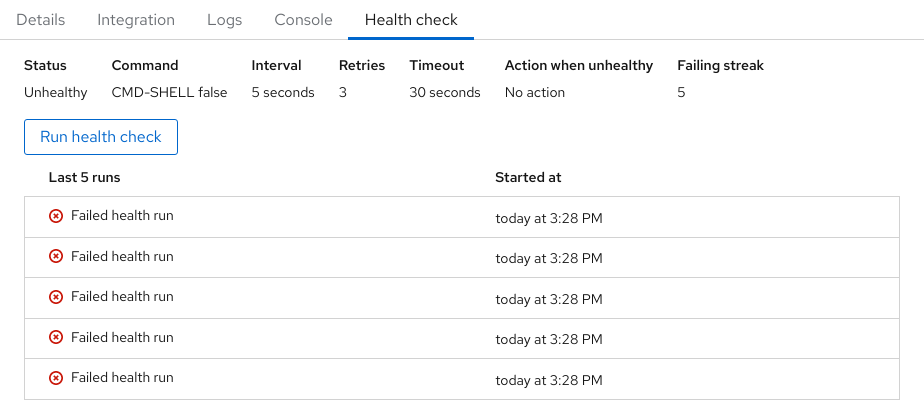 Details Integration Logs Console Health check
Status Command Interval Retries Timeout Action when unhealthy Failing streak
Unhealthy CMD-SHELL false 5 seconds 3 30 seconds No action 5
Run health check
Last 5 runs Started at
Failed health run today at 3:28 PM
Failed health run today at 3:28 PM
Failed health run today at 3:28 PM
Failed health run today at 3:28 PM
Failed health run today at 3:28 PM